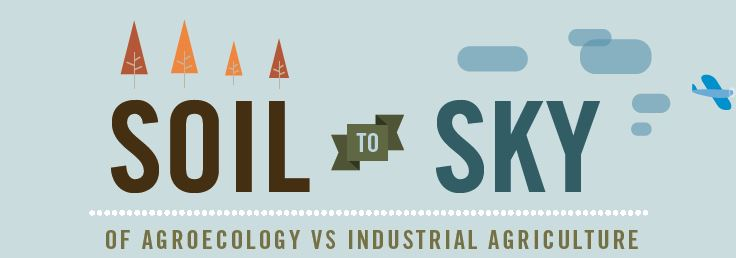 SOIL TO SKY
OF AGROECOLOGY VS INDUSTRIAL AGRICULTURE